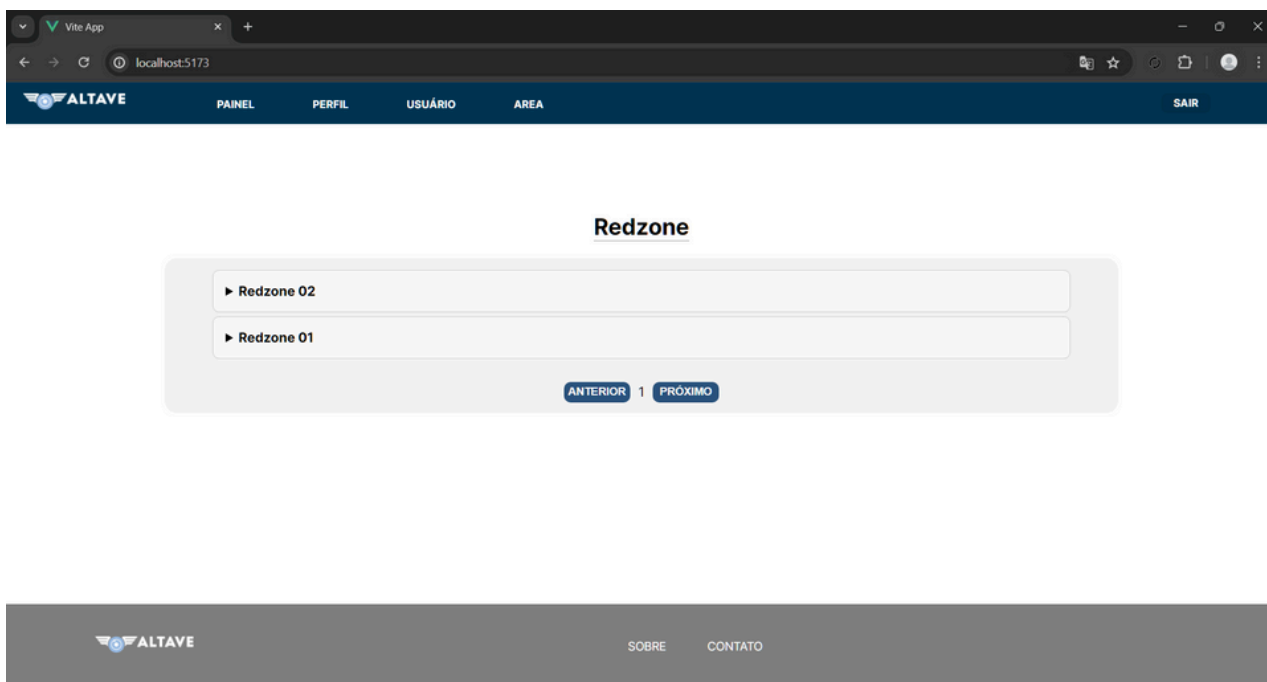 Vite App
localhost:5173
ALTAVE PAINEL PERFIL USUÁRIO AREA SAIR
Redzone
Redzone 02
Redzone 01
ANTERIOR 1 PRÓXIMO
ALTAVE SOBRE CONTATO